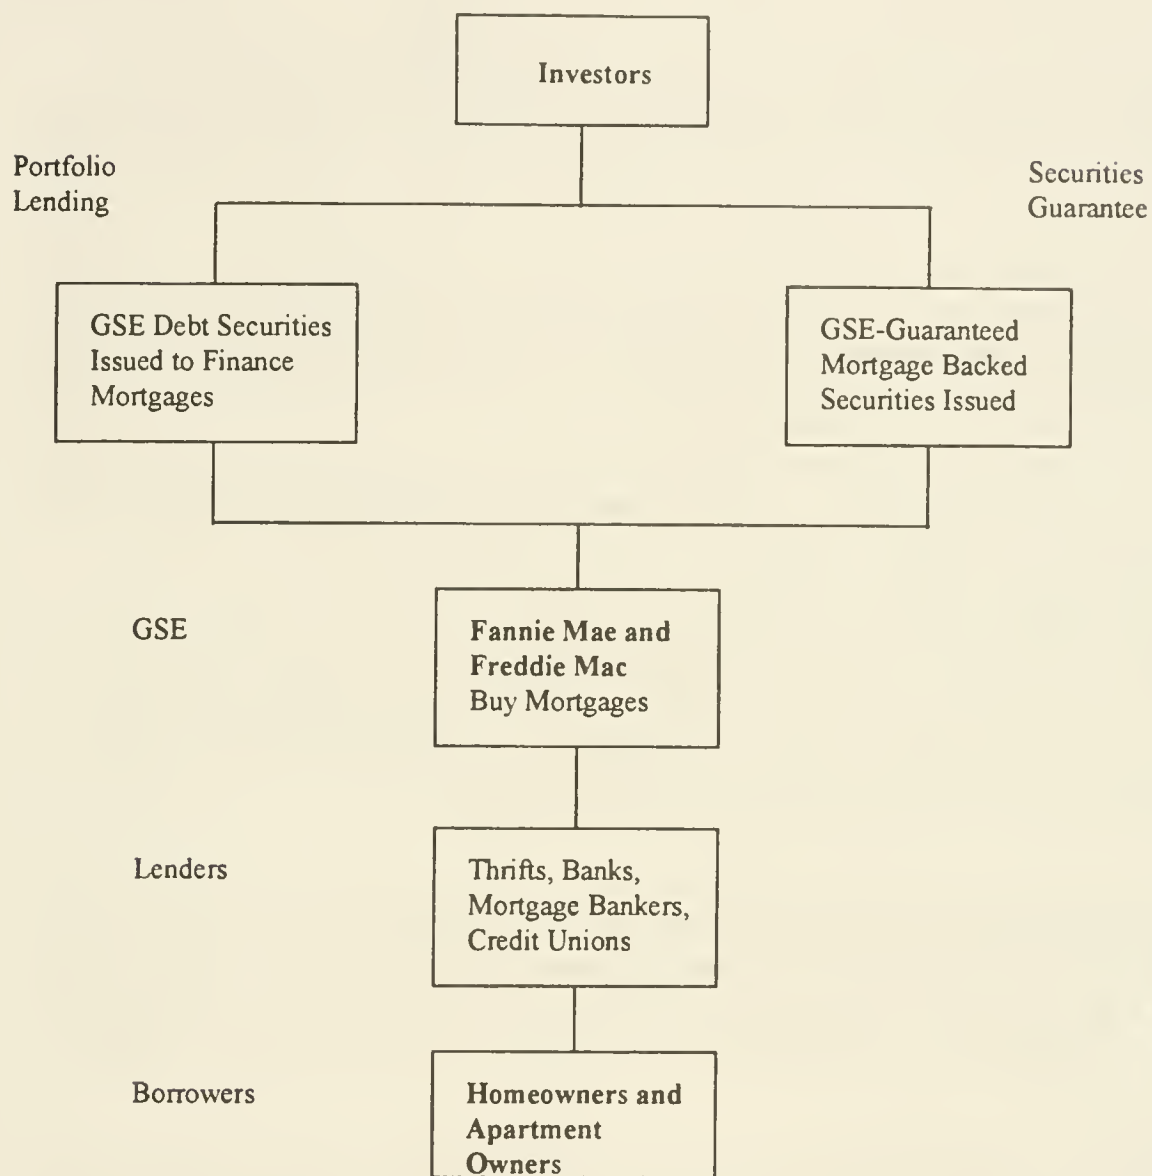 Investors
Portfolio
Lending
Securities
Guarantee
GSE Debt Securities
Issued to Finance
Mortgages
GSE-Guaranteed
Mortgage Backed
Securities Issued
GSE
Fannie Mae and
Freddie Mac
Buy Mortgages
Lenders
Thrifts, Banks,
Mortgage Bankers,
Credit Unions
Borrowers
Homeowners and
Apartment
Owners